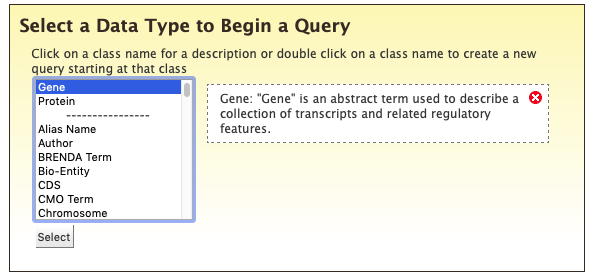 Select a Data Type to Begin a Query
Click on a class name for a description or double click on a class name to create a new
query starting at that class
Gene
Protein
----------------
Alias Name
Author
BRENDA Term
Bio-Entity
CDS
CMO Term
Chromosome
Gene: "Gene" is an abstract term used to describe a
collection of transcripts and related regulatory
features.
Select